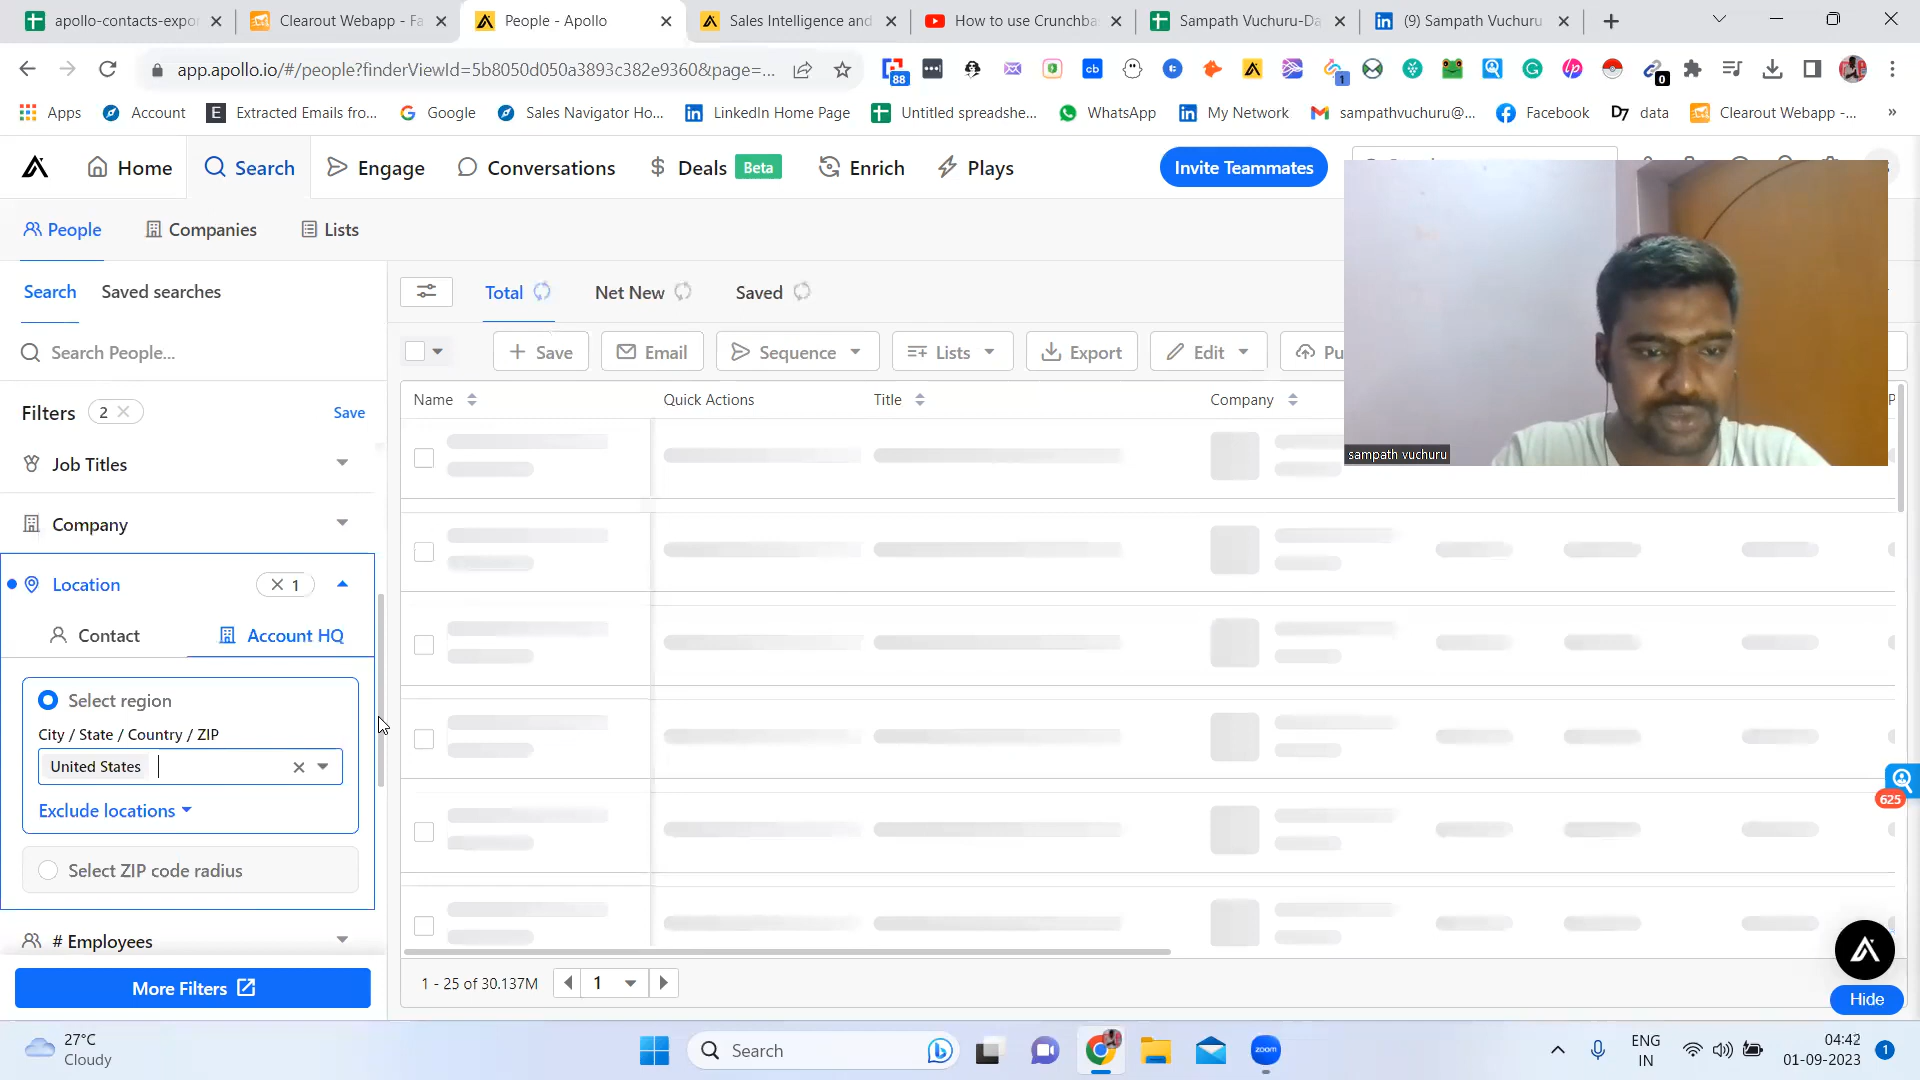 apollo-contacts-expo
Clearout Webapp - Fa
People - Apollo
Sales Intelligence and
How to use Crunchba
Sampath Vuchuru-Da
(9) Sampath Vuchuru
app.apollo.io/#/people?finderViewId=5b8050d050a3893c382e9360&page=...
88
cb
1
0
Apps
Account
Extracted Emails fro...
Google
Sales Navigator Ho...
LinkedIn Home Page
Untitled spreadshe...
WhatsApp
My Network
sampathvuchuru@...
Facebook
data
Clearout Webapp -...
Home
Search
Engage
Conversations
Deals
Beta
Enrich
Plays
Invite Teammates
People
Companies
Lists
Search
Saved searches
Total
Net New
Saved
Search People...
Save
Email
Sequence
Lists
Export
Edit
Pu
Filters
2
Save
Name
Quick Actions
Title
Company
Job Titles
sampath vuchuru
Company
Location
1
Contact
Account HQ
Select region
City / State / Country / ZIP
United States
Exclude locations
625
Select ZIP code radius
# Employees
More Filters
1 - 25 of 30.137M
1
Hide
27°C
Cloudy
Search
zoom
ENG
IN
04:42
01-09-2023
1